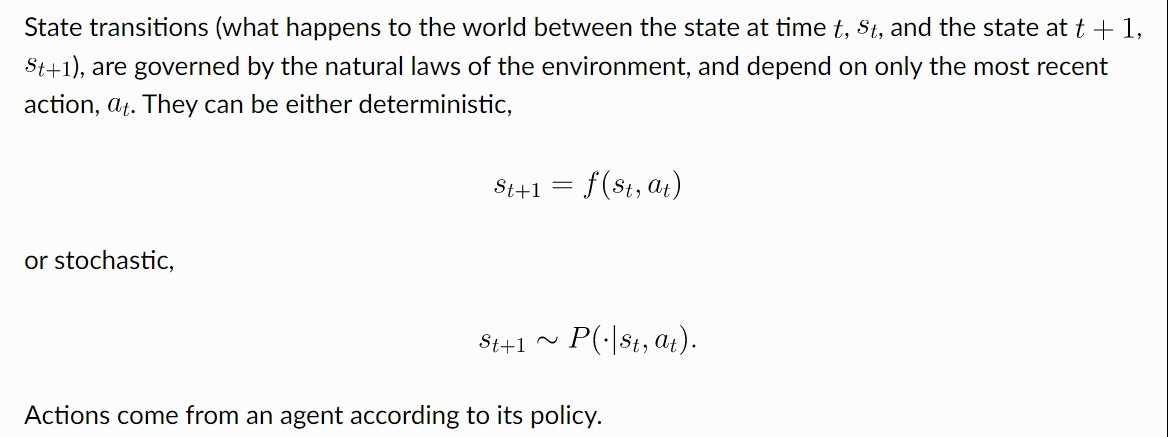 State transitions (what happens to the world between the state at time t, s_t, and the state at t + 1,
s_{t+1}), are governed by the natural laws of the environment, and depend on only the most recent
action, a_t. They can be either deterministic,
s_{t+1} = f(s_t, a_t)
or stochastic,
s_{t+1} ∼ P(·|s_t, a_t).
Actions come from an agent according to its policy.